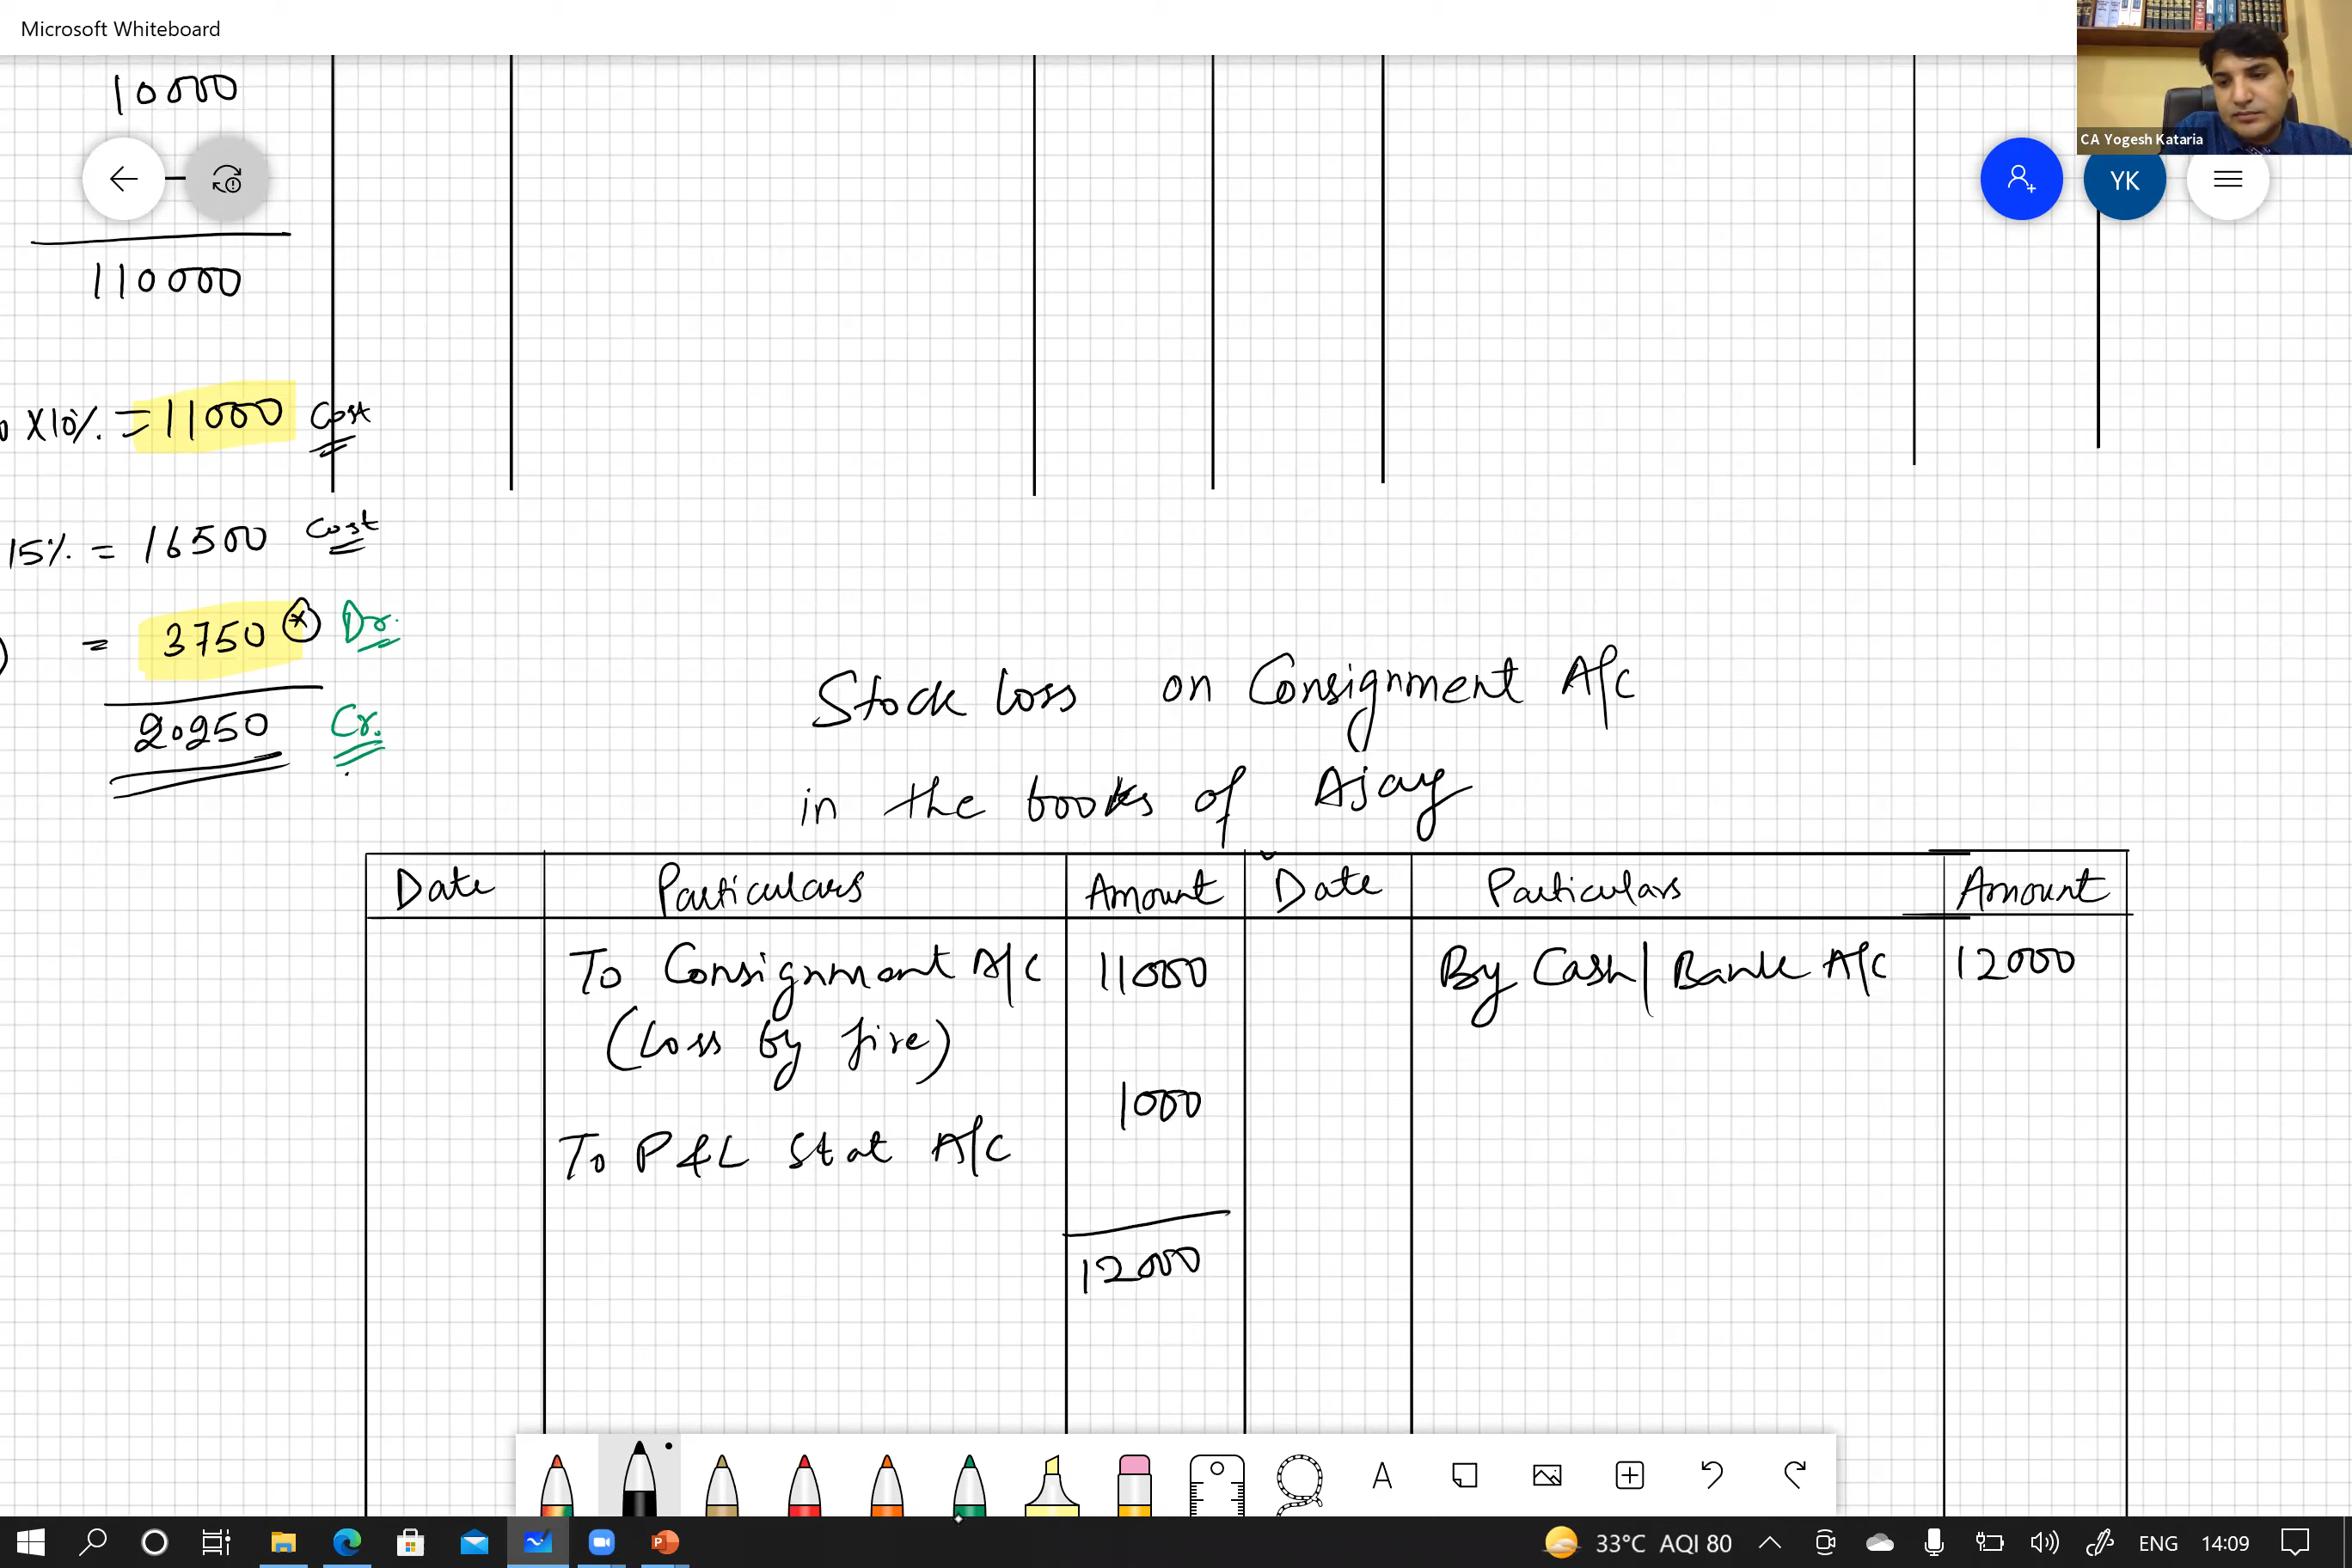 Microsoft Whiteboard
CA Yogesh Kataria
YK
10000
110000
X10% = 11000 Cost
15% = 16500 Cost
= 3750 * Dr.
20250 Cr.
Stock loss on Consignment A/c
in the books of Ajay
Date Particulars Amount Date Particulars Amount
To Consignment A/c 11000 By Cash/Bank A/c 12000
(Loss by fire)
1000
To P&L Stat A/c
12000
A
33°C AQI 80 ENG 14:09